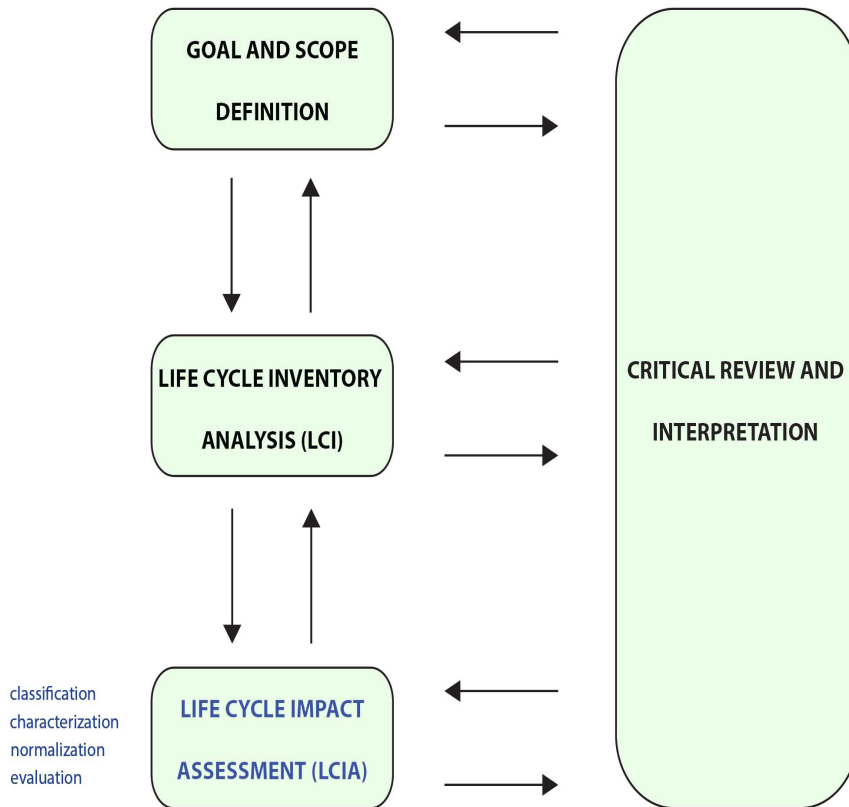 GOAL AND SCOPE
DEFINITION
LIFE CYCLE INVENTORY
ANALYSIS (LCI)
CRITICAL REVIEW AND
INTERPRETATION
classification
characterization
normalization
evaluation
LIFE CYCLE IMPACT
ASSESSMENT (LCIA)